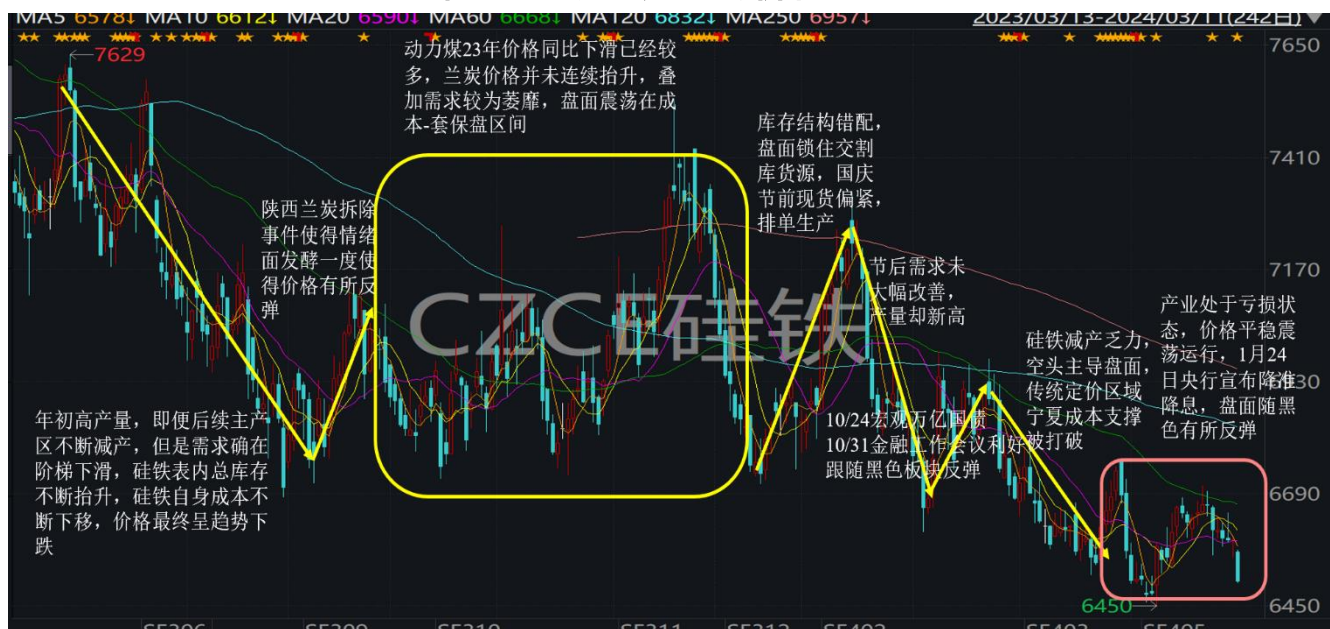 MA5 6578↓ MA10 6612↓ MA20 6590↓ MA60 6668↓ MA120 6832↓ MA250 6957↓ 2023/03/13-2024/03/11(242日)
7629
7650
7410
7170
6930
6690
6450
动力煤23年价格同比下滑已经较
多，兰炭价格并未连续抬升，叠
加需求较为萎靡，盘面震荡在成
本-套保盘区间
库存结构错配，
盘面锁住交割
库货源，国庆
节前现货偏紧，
排单生产
陕西兰炭拆除
事件使得情绪
面发酵一度使
得价格有所反
弹
节后需求未
大幅改善，
产量却新高
CZCE硅铁
产业处于亏损状
态，价格平稳震
荡运行，1月24
日央行宣布降准
降息，盘面随黑
色有所反弹
硅铁减产乏力，
空头主导盘面，
传统定价区域
宁夏成本支撑
被打破
年初高产量，即便后续主产
区不断减产，但是需求确在
阶梯下滑，硅铁表内总库存
不断抬升，硅铁自身成本不
断下移，价格最终呈趋势下
跌
10/24宏观万亿国债
10/31金融工作会议利好
跟随黑色板块反弹
6450
SF306 SF309 SF310 SF311 SF312 SF402 SF403 SF405